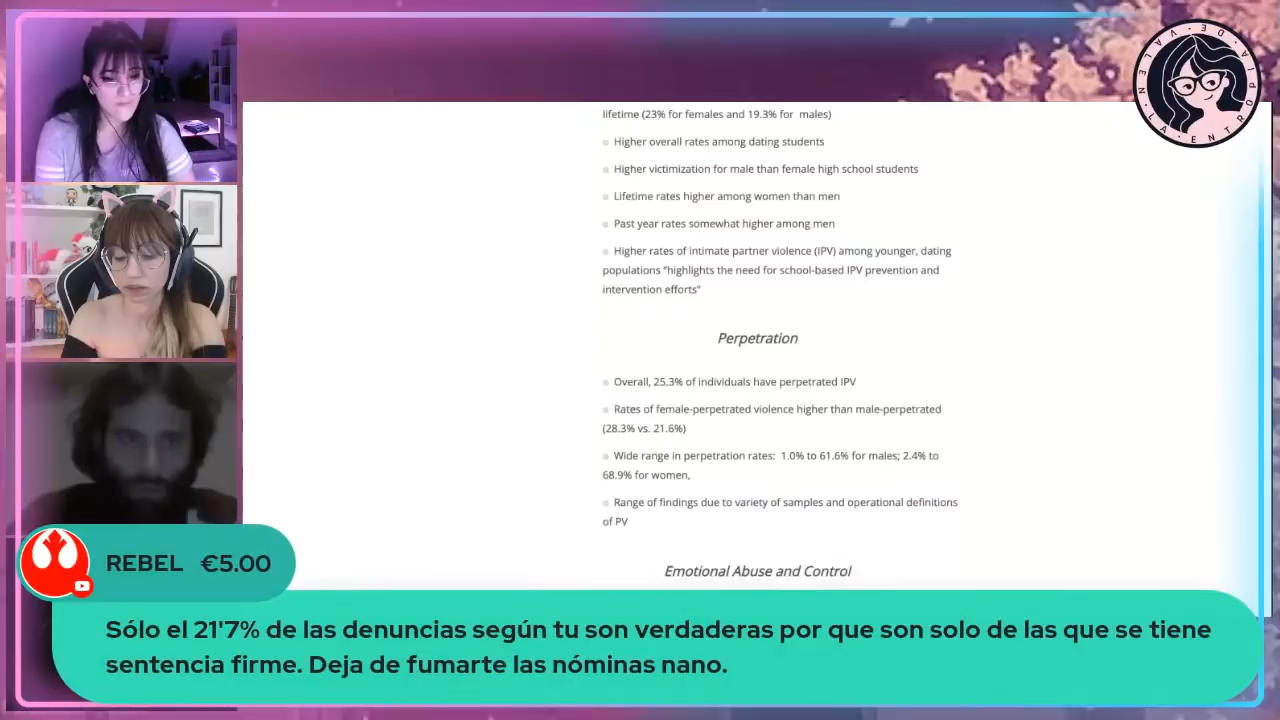 lifetime (23% for females and 19.3% for males)
Higher overall rates among dating students
Higher victimization for male than female high school students
Lifetime rates higher among women than men
Past year rates somewhat higher among men
Higher rates of intimate partner violence (IPV) among younger, dating
populations "highlights the need for school-based IPV prevention and
intervention efforts"
Perpetration
Overall, 25.3% of individuals have perpetrated IPV
Rates of female-perpetrated violence higher than male-perpetrated
(28.3% vs. 21.6%)
Wide range in perpetration rates: 1.0% to 61.6% for males; 2.4% to
68.9% for women,
Range of findings due to variety of samples and operational definitions
of PV
Emotional Abuse and Control
REBEL €5.00
Sólo el 21'7% de las denuncias según tu son verdaderas por que son solo de las que se tiene
sentencia firme. Deja de fumarte las nóminas nano.
LA ENTROPIA DE VALEN